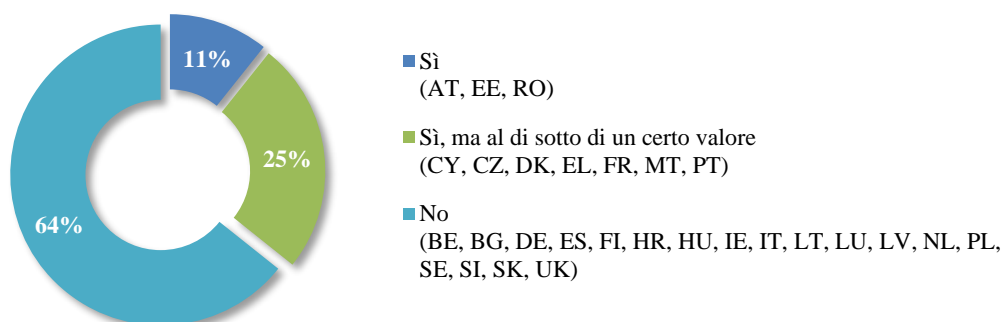 11%
25%
64%
Sì
(AT, EE, RO)
Sì, ma al di sotto di un certo valore
(CY, CZ, DK, EL, FR, MT, PT)
No
(BE, BG, DE, ES, FI, HR, HU, IE, IT, LT, LU, LV, NL, PL,
SE, SI, SK, UK)